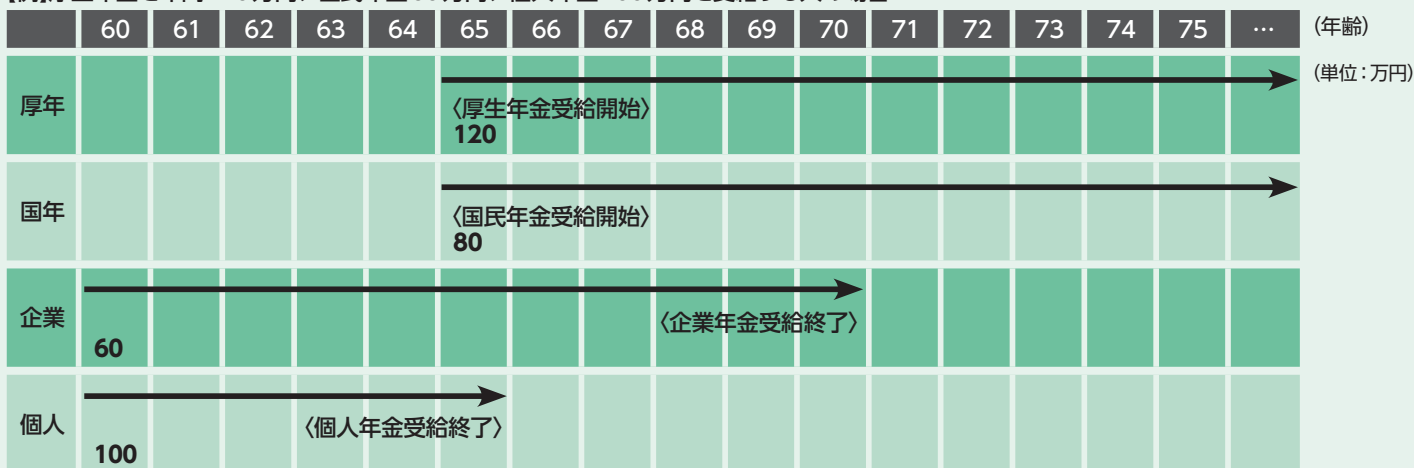 60 61 62 63 64 65 66 67 68 69 70 71 72 73 74 75 … (年齢)
(単位：万円)
厚年
〈厚生年金受給開始〉
120
国年
〈国民年金受給開始〉
80
企業
〈企業年金受給終了〉
60
個人
〈個人年金受給終了〉
100